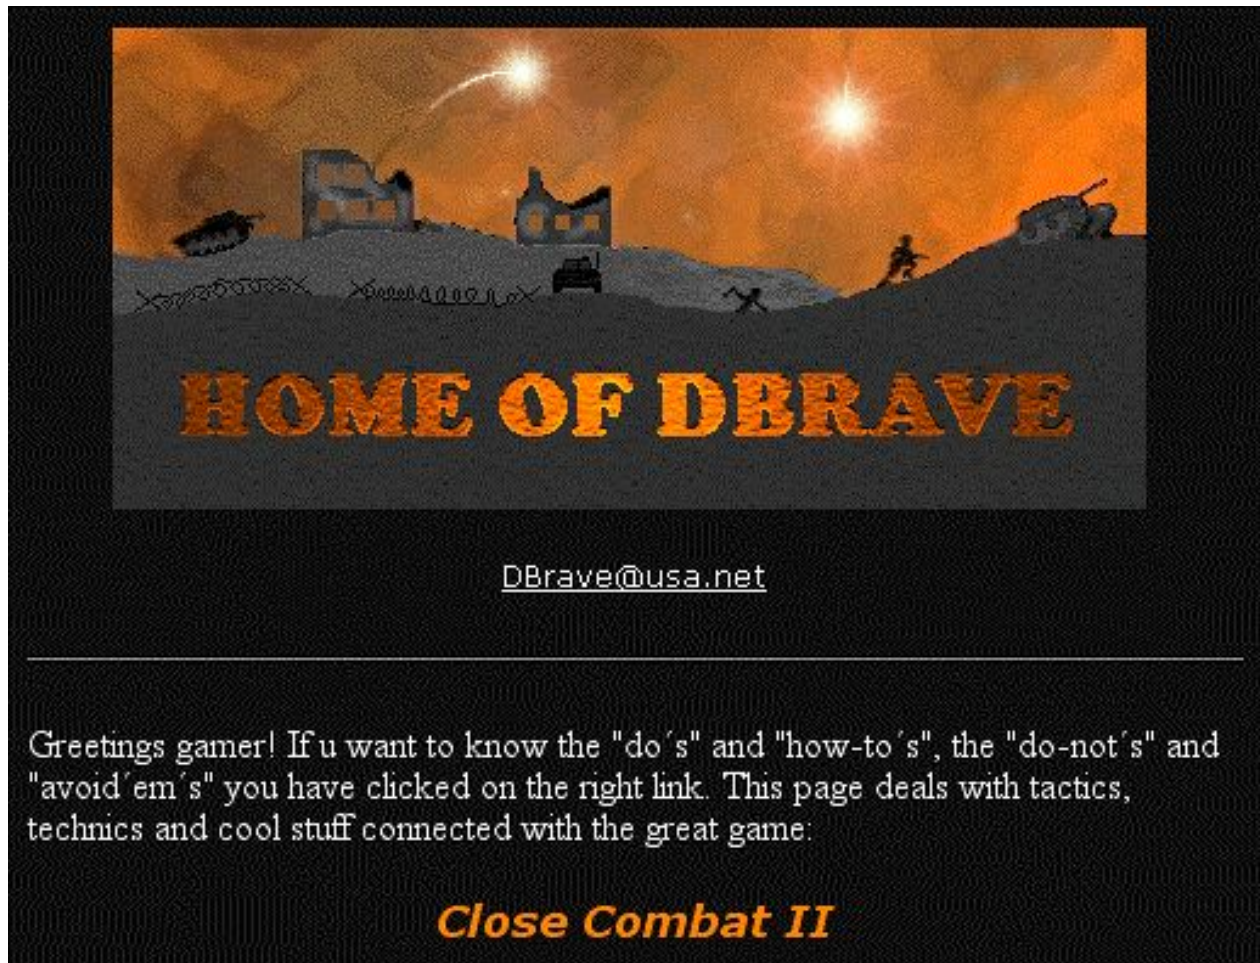 HOME OF DBRAVE
DBrave@usa.net
Greetings gamer! If u want to know the "do´s" and "how-to´s", the "do-not´s" and
"avoid´em´s" you have clicked on the right link. This page deals with tactics,
technics and cool stuff connected with the great game:
Close Combat II